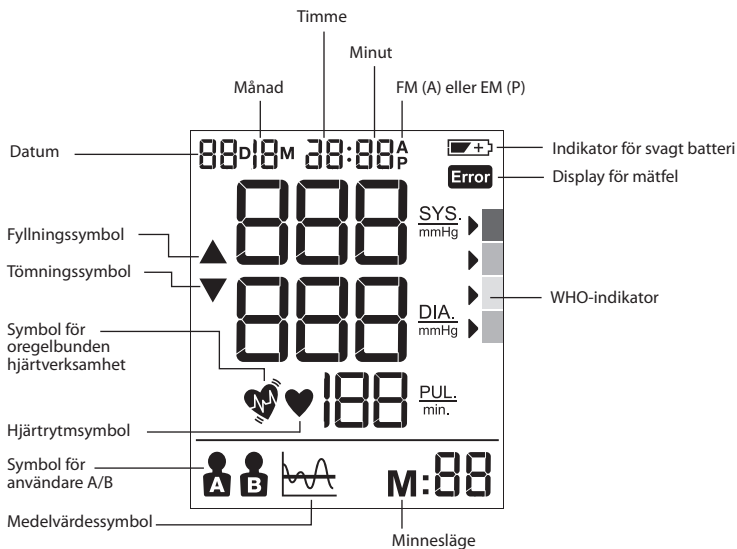 Timme
Minut
Månad
FM (A) eller EM (P)
Datum
88D18M 28:88 A
P
Indikator för svagt batteri
Error
Display för mätfel
888
SYS.
mmHg
Fyllningssymbol
Tömningssymbol
888
DIA.
mmHg
WHO-indikator
Symbol för
oregelbunden
hjärtverksamhet
188
PUL.
min.
Hjärtrytmsymbol
Symbol för
användare A/B
A B
M:88
Medelvärdessymbol
Minnesläge